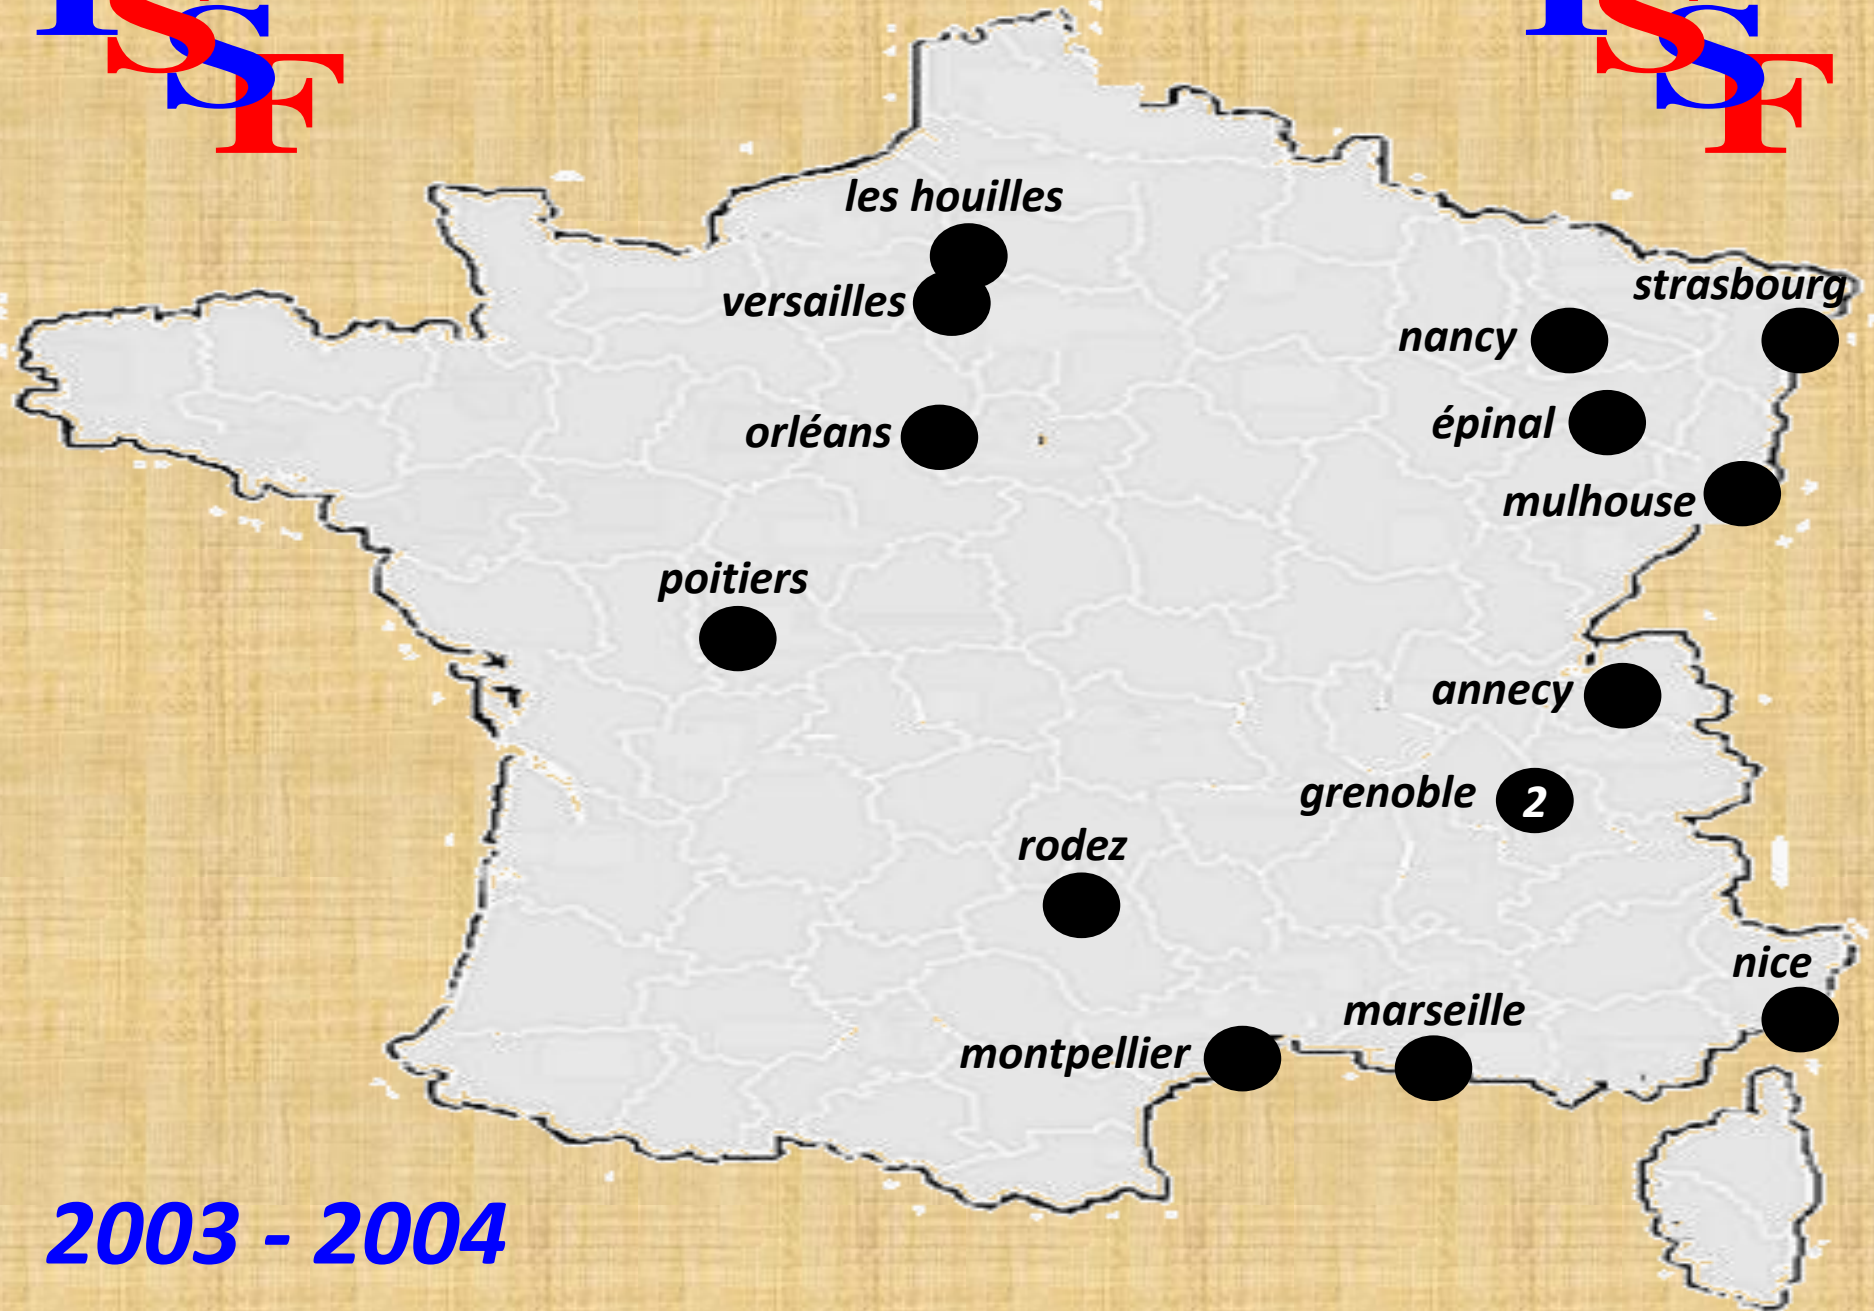 ISSF
ISSF
les houilles
versailles
strasbourg
nancy
orléans
épinal
mulhouse
poitiers
annecy
grenoble 2
rodez
nice
marseille
montpellier
2003 - 2004